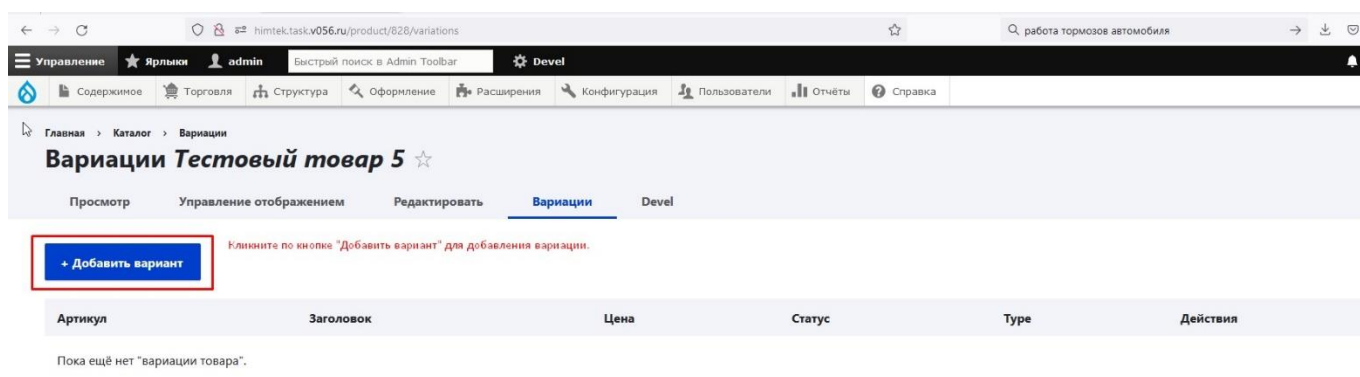 himtek.task.v056.ru/product/828/variations работа тормозов автомобиля
Управление Ярлыки admin Быстрый поиск в Admin Toolbar Devel
Содержимое Торговля Структура Оформление Расширения Конфигурация Пользователи Отчёты Справка
Главная › Каталог › Вариации
Вариации Тестовый товар 5
Просмотр Управление отображением Редактировать Вариации Devel
Кликните по кнопке "Добавить вариант" для добавления вариации.
+ Добавить вариант
Артикул Заголовок Цена Статус Type Действия
Пока ещё нет "вариации товара".